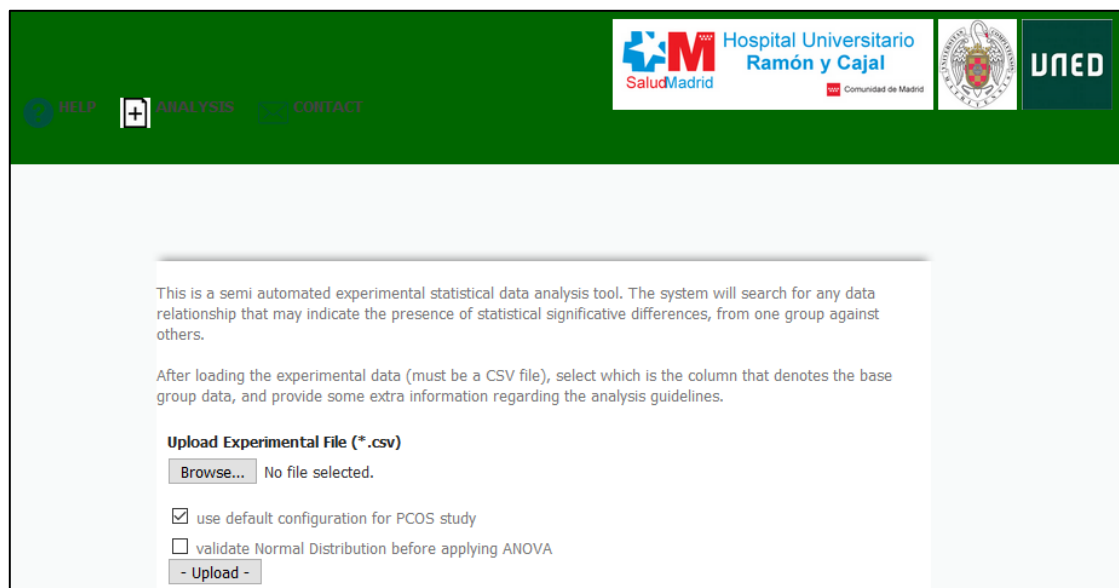 Hospital Universitario
Ramón y Cajal
SaludMadrid
Comunidad de Madrid
UNED
HELP
ANALYSIS
CONTACT
This is a semi automated experimental statistical data analysis tool. The system will search for any data
relationship that may indicate the presence of statistical significative differences, from one group against
others.
After loading the experimental data (must be a CSV file), select which is the column that denotes the base
group data, and provide some extra information regarding the analysis guidelines.
Upload Experimental File (*.csv)
Browse... No file selected.
use default configuration for PCOS study
validate Normal Distribution before applying ANOVA
- Upload -